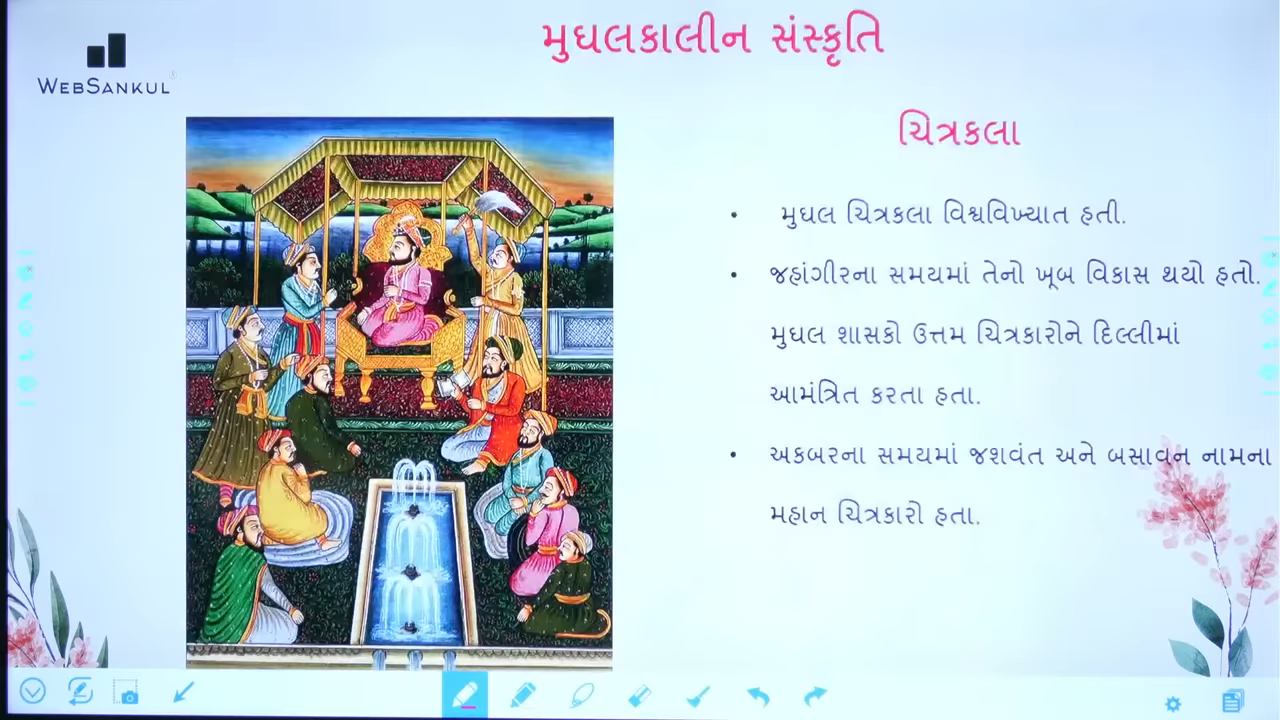 મુઘલકાલીન સંસ્કૃતિ
WEBSANKUL®
ચિત્રકલા
• મુઘલ ચિત્રકલા વિશ્વવિખ્યાત હતી.
• જહાંગીરના સમયમાં તેનો ખૂબ વિકાસ થયો હતો.
મુઘલ શાસકો ઉત્તમ ચિત્રકારોને દિલ્લીમાં
આમંત્રિત કરતા હતા.
• અકબરના સમયમાં જશવંત અને બસાવન નામના
મહાન ચિત્રકારો હતા.